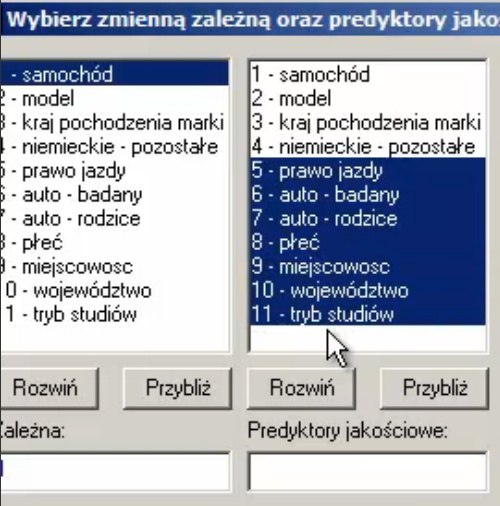 Wybierz zmienną zależną oraz predyktory jako
- samochód
2 - model
3 - kraj pochodzenia marki
4 - niemieckie - pozostałe
5 - prawo jazdy
6 - auto - badany
7 - auto - rodzice
8 - płeć
9 - miejscowosc
10 - województwo
11 - tryb studiów
1 - samochód
2 - model
3 - kraj pochodzenia marki
4 - niemieckie - pozostałe
5 - prawo jazdy
6 - auto - badany
7 - auto - rodzice
8 - płeć
9 - miejscowosc
10 - województwo
11 - tryb studiów
Rozwiń Przybliż Rozwiń Przybliż
Zależna: Predyktory jakościowe: